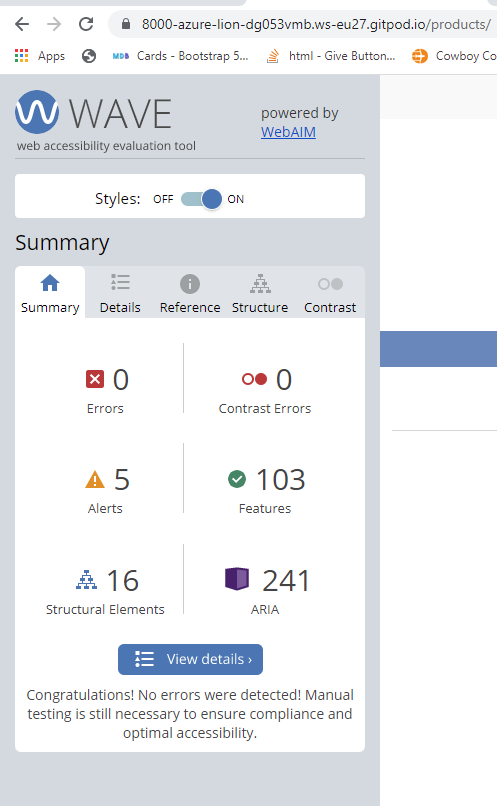 8000-azure-lion-dg053vmb.ws-eu27.gitpod.io/products/
Apps
MDB Cards - Bootstrap 5...
html - Give Button...
Cowboy Co
WAVE
web accessibility evaluation tool
powered by
WebAIM
Styles: OFF ON
Summary
Summary Details Reference Structure Contrast
0 0
Errors Contrast Errors
5 103
Alerts Features
16 241
Structural Elements ARIA
View details ›
Congratulations! No errors were detected! Manual
testing is still necessary to ensure compliance and
optimal accessibility.